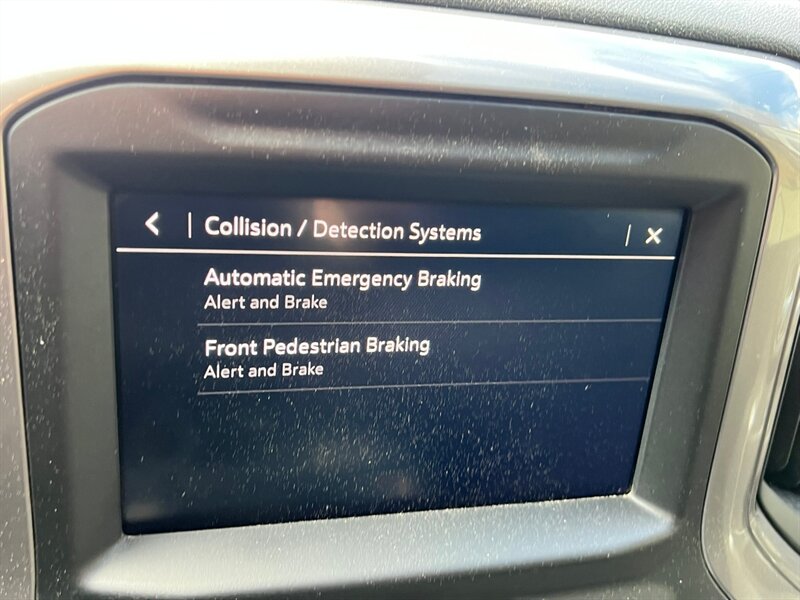 Collision / Detection Systems
Automatic Emergency Braking
Alert and Brake
Front Pedestrian Braking
Alert and Brake